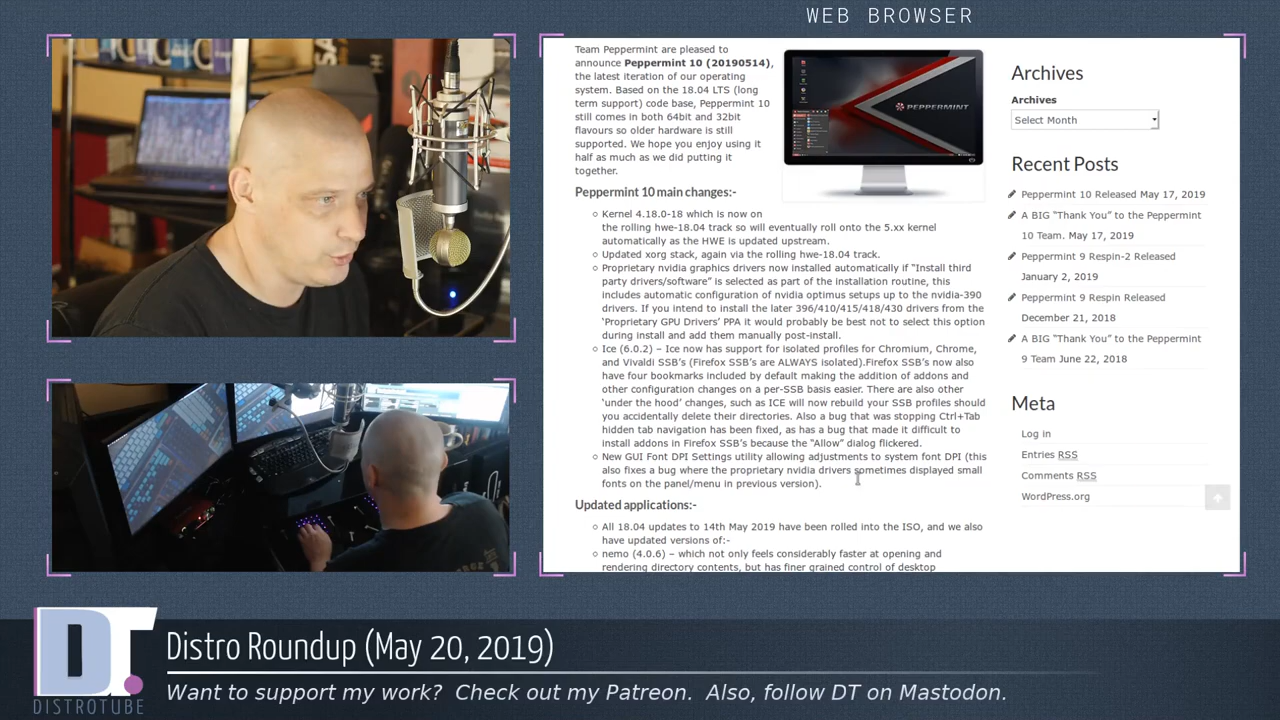 WEB BROWSER
Team Peppermint are pleased to
announce Peppermint 10 (20190514),
the latest iteration of our operating
system. Based on the 18.04 LTS (long
term support) code base, Peppermint 10
still comes in both 64bit and 32bit
flavours so older hardware is still
supported. We hope you enjoy using it
half as much as we did putting it
together.
PEPPERMINT
Peppermint 10 main changes:-
Kernel 4.18.0-18 which is now on
the rolling hwe-18.04 track so will eventually roll onto the 5.xx kernel
automatically as the HWE is updated upstream.
Updated xorg stack, again via the rolling hwe-18.04 track.
Proprietary nvidia graphics drivers now installed automatically if “Install third
party drivers/software” is selected as part of the installation routine, this
includes automatic configuration of nvidia optimus setups up to the nvidia-390
drivers. If you intend to install the later 396/410/415/418/430 drivers from the
‘Proprietary GPU Drivers’ PPA it would probably be best not to select this option
during install and add them manually post-install.
Ice (6.0.2) – Ice now has support for isolated profiles for Chromium, Chrome,
and Vivaldi SSB’s (Firefox SSB’s are ALWAYS isolated).Firefox SSB’s now also
have four bookmarks included by default making the addition of addons and
other configuration changes on a per-SSB basis easier. There are also other
‘under the hood’ changes, such as ICE will now rebuild your SSB profiles should
you accidentally delete their directories. Also a bug that was stopping Ctrl+Tab
hidden tab navigation has been fixed, as has a bug that made it difficult to
install addons in Firefox SSB’s because the “Allow” dialog flickered.
New GUI Font DPI Settings utility allowing adjustments to system font DPI (this
also fixes a bug where the proprietary nvidia drivers sometimes displayed small
fonts on the panel/menu in previous version).
Updated applications:-
All 18.04 updates to 14th May 2019 have been rolled into the ISO, and we also
have updated versions of:-
nemo (4.0.6) – which not only feels considerably faster at opening and
rendering directory contents, but has finer grained control of desktop
Archives
Archives
Select Month
Recent Posts
Peppermint 10 Released May 17, 2019
A BIG “Thank You” to the Peppermint
10 Team. May 17, 2019
Peppermint 9 Respin-2 Released
January 2, 2019
Peppermint 9 Respin Released
December 21, 2018
A BIG “Thank You” to the Peppermint
9 Team June 22, 2018
Meta
Log in
Entries RSS
Comments RSS
WordPress.org
DT
DISTROTUBE
Distro Roundup (May 20, 2019)
Want to support my work? Check out my Patreon. Also, follow DT on Mastodon.